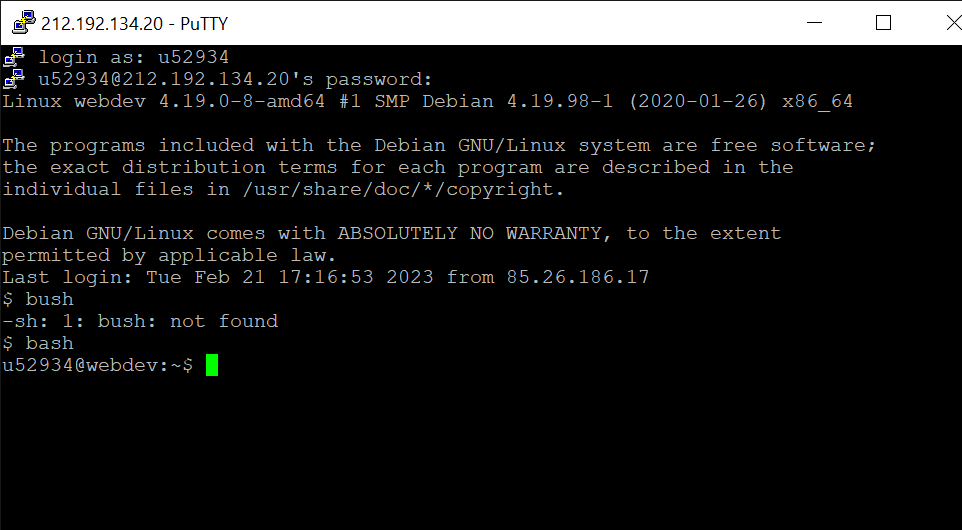 212.192.134.20 - PuTTY
login as: u52934
u52934@212.192.134.20's password:
Linux webdev 4.19.0-8-amd64 #1 SMP Debian 4.19.98-1 (2020-01-26) x86_64
The programs included with the Debian GNU/Linux system are free software;
the exact distribution terms for each program are described in the
individual files in /usr/share/doc/*/copyright.
Debian GNU/Linux comes with ABSOLUTELY NO WARRANTY, to the extent
permitted by applicable law.
Last login: Tue Feb 21 17:16:53 2023 from 85.26.186.17
$ bush
-sh: 1: bush: not found
$ bash
u52934@webdev:~$